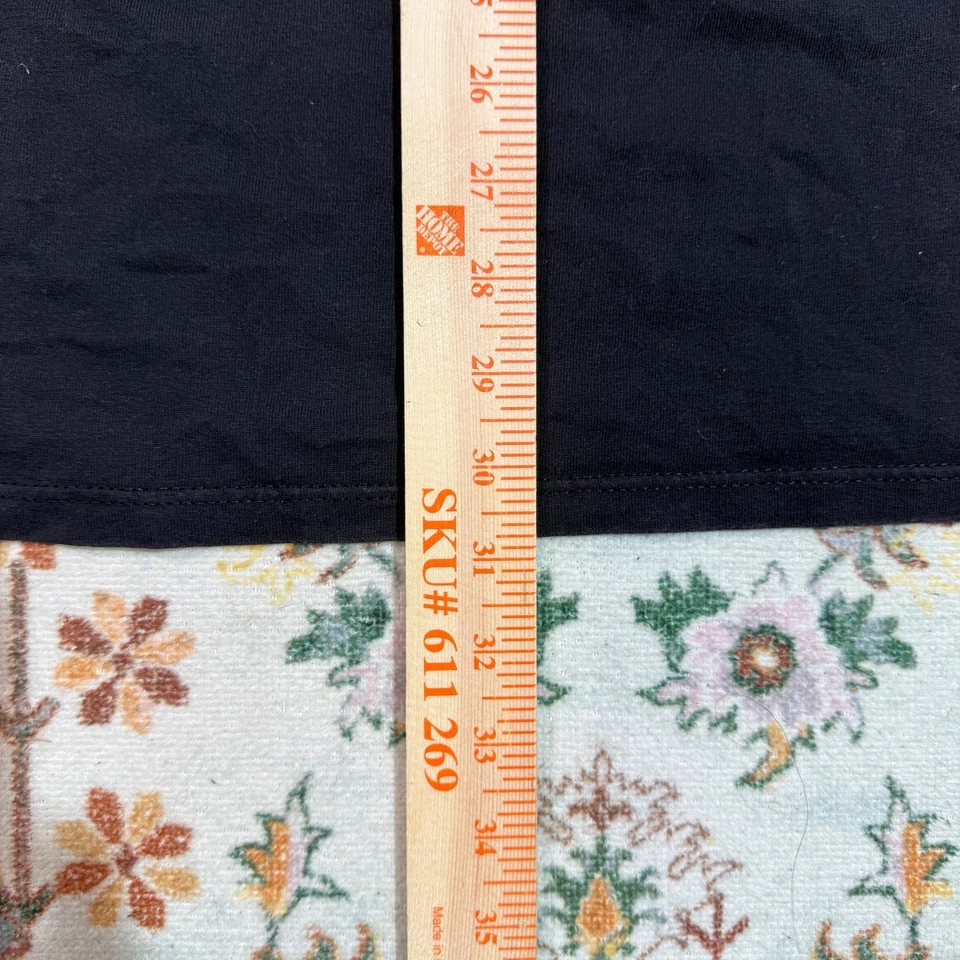 26
27
28
29
30
31
32
33
34
35
THE
HOME
DEPOT
SKU# 611 269
Made in